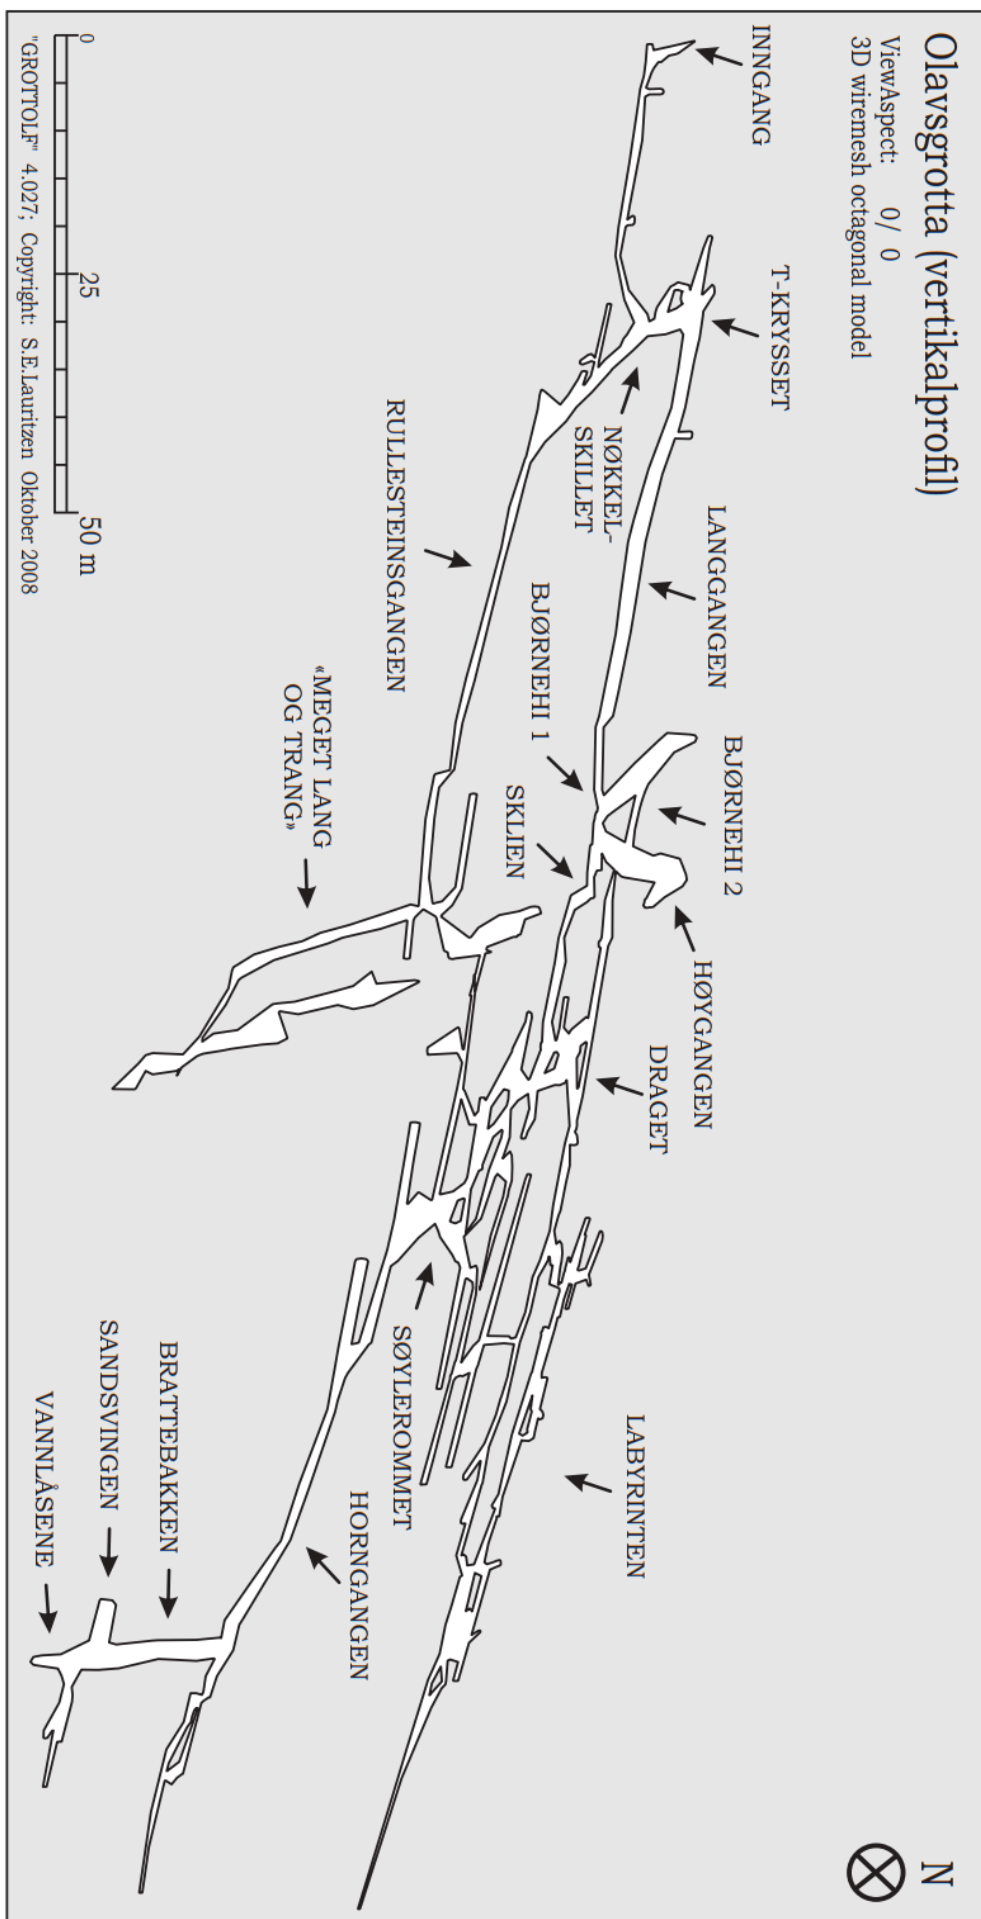 Olavsgrotta (vertikalprofil)
ViewAspect: 0/ 0
3D wiremesh octagonal model
N
INNGANG
T-KRYSSET
NØKKEL-
SKILLET
LANGGANGEN
RULLESTEINSGANGEN
BJØRNEHI 1
BJØRNEHI 2
SKLIEN
«MEGET LANG
OG TRANG»
HØYGANGEN
DRAGET
SØYLEROMMET
LABYRINTEN
HORNGANGEN
BRATTEBAKKEN
SANDSVINGEN
VANNLÅSENE
0
25
50 m
"GROTTOLF" 4.027; Copyright: S.E.Lauritzen Oktober 2008